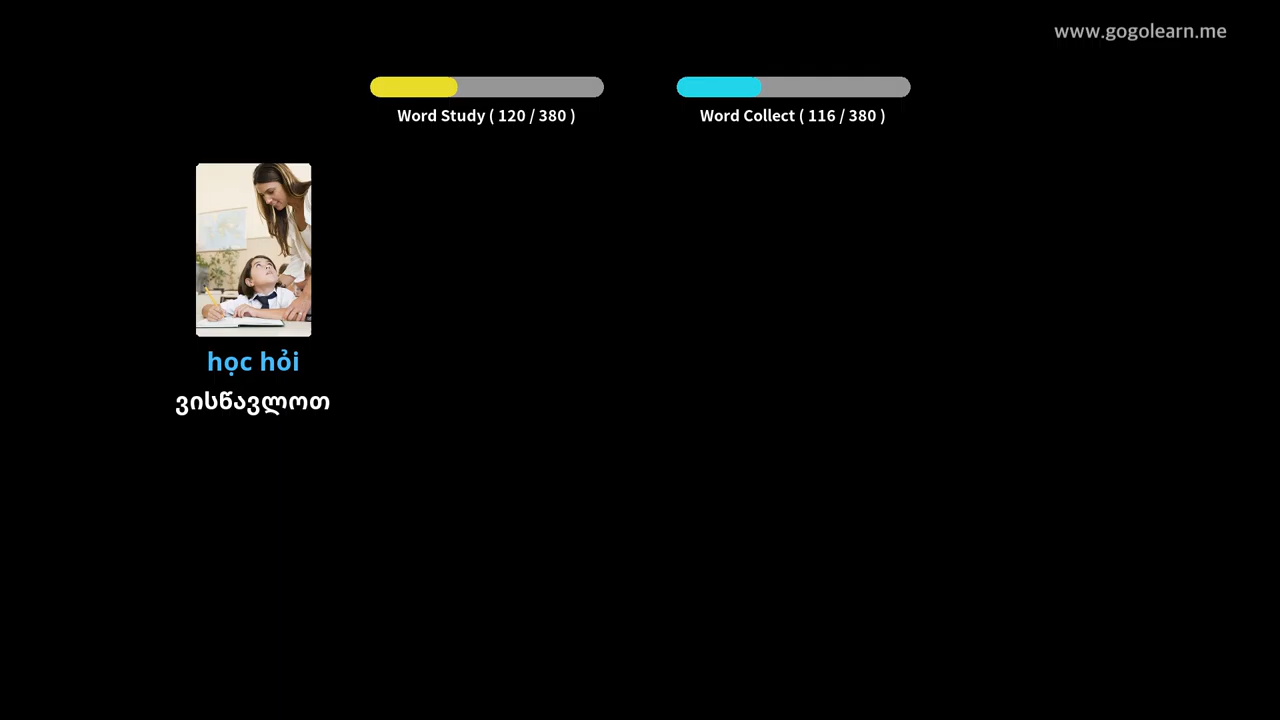 www.gogolearn.me
Word Study ( 120 / 380 )
Word Collect ( 116 / 380 )
học hỏi
ვისწავლოთ